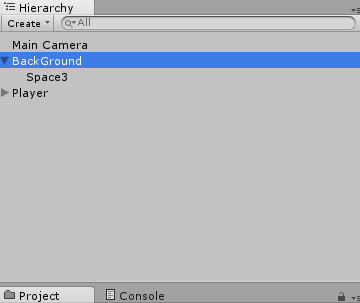 Hierarchy
Create All
Main Camera
BackGround
Space3
Player
Project Console